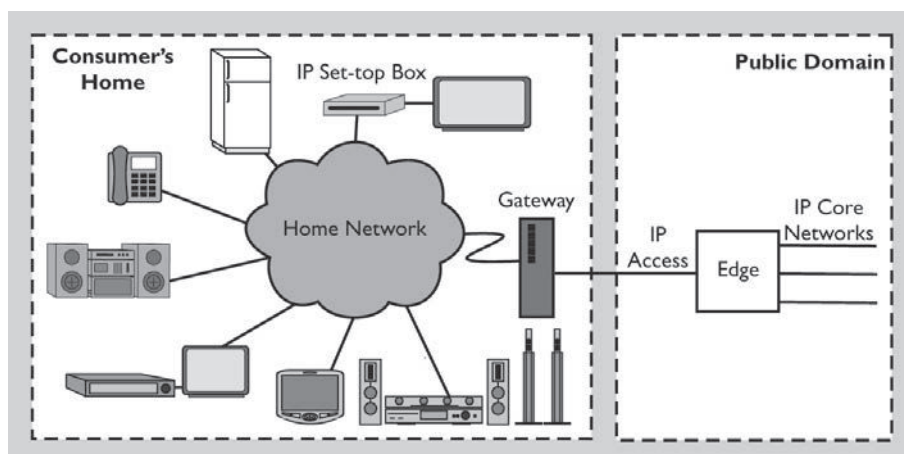 Consumer's
Home
IP Set-top Box
Public Domain
Gateway
Home Network
IP
Access
Edge
IP Core
Networks